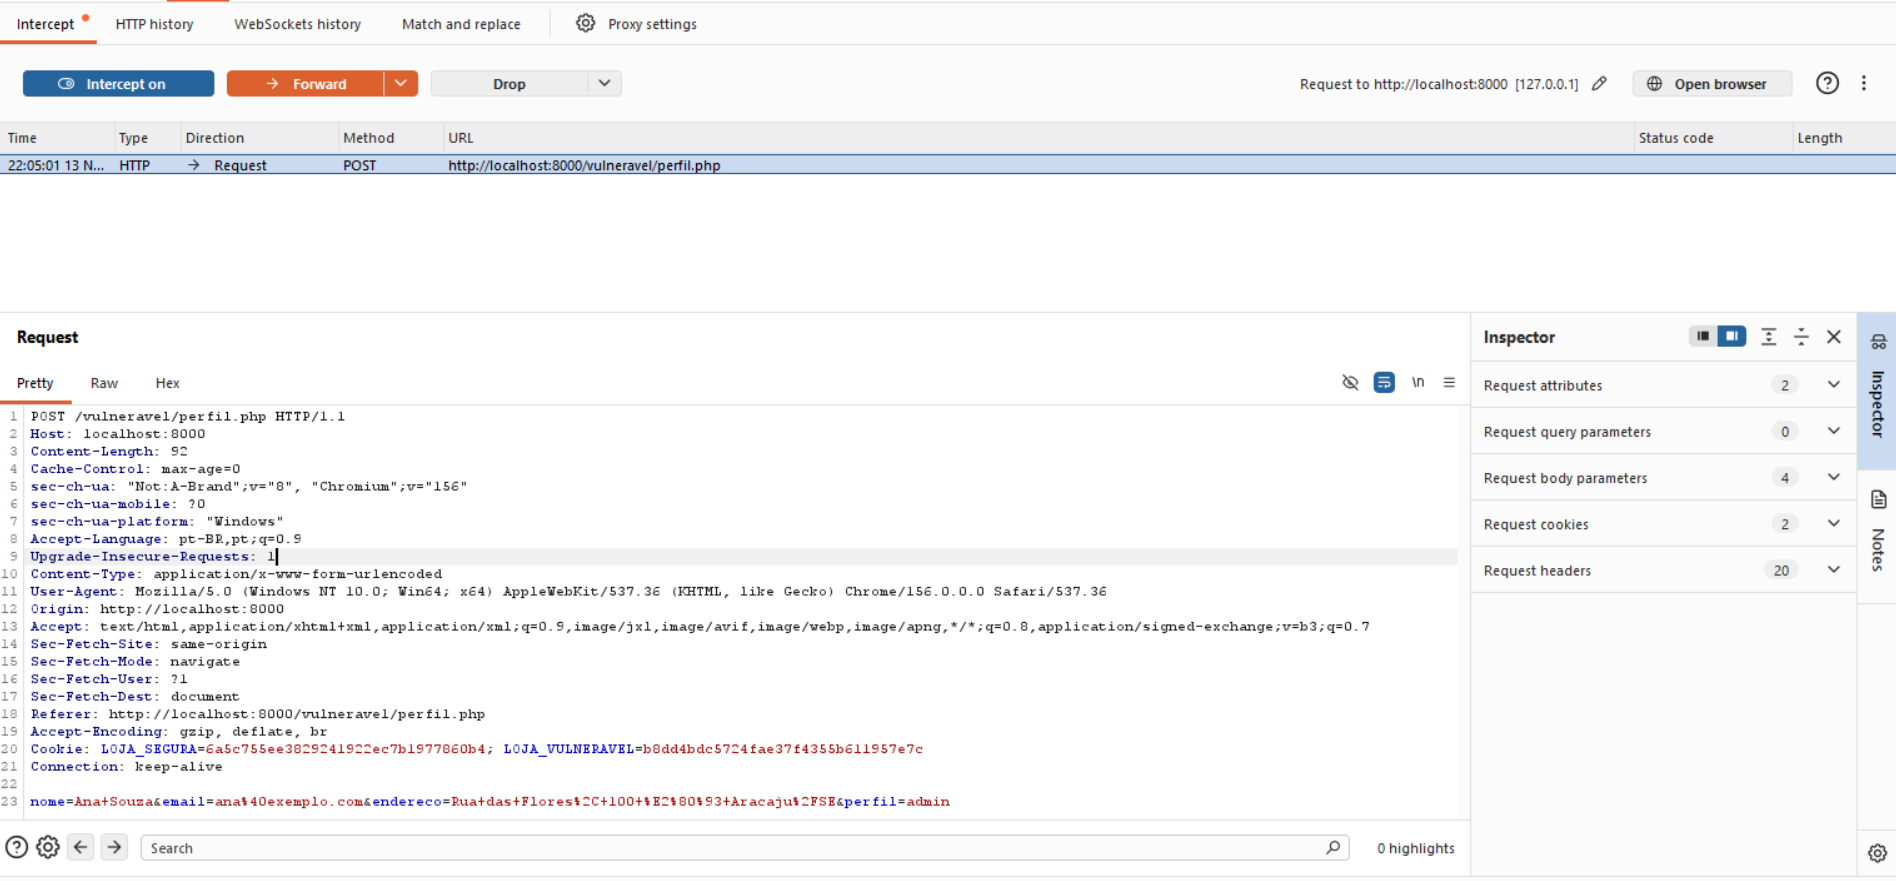 Intercept HTTP history WebSockets history Match and replace Proxy settings
Intercept on Forward Drop Request to http://localhost:8000 [127.0.0.1] Open browser
Time Type Direction Method URL Status code Length
22:05:01 13 N... HTTP → Request POST http://localhost:8000/vulneravel/perfil.php
Request
Pretty Raw Hex \n
1 POST /vulneravel/perfil.php HTTP/1.1
2 Host: localhost:8000
3 Content-Length: 92
4 Cache-Control: max-age=0
5 sec-ch-ua: "Not:A-Brand";v="8", "Chromium";v="156"
6 sec-ch-ua-mobile: ?0
7 sec-ch-ua-platform: "Windows"
8 Accept-Language: pt-BR,pt;q=0.9
9 Upgrade-Insecure-Requests: 1
10 Content-Type: application/x-www-form-urlencoded
11 User-Agent: Mozilla/5.0 (Windows NT 10.0; Win64; x64) AppleWebKit/537.36 (KHTML, like Gecko) Chrome/156.0.0.0 Safari/537.36
12 Origin: http://localhost:8000
13 Accept: text/html,application/xhtml+xml,application/xml;q=0.9,image/jxl,image/avif,image/webp,image/apng,*/*;q=0.8,application/signed-exchange;v=b3;q=0.7
14 Sec-Fetch-Site: same-origin
15 Sec-Fetch-Mode: navigate
16 Sec-Fetch-User: ?1
17 Sec-Fetch-Dest: document
18 Referer: http://localhost:8000/vulneravel/perfil.php
19 Accept-Encoding: gzip, deflate, br
20 Cookie: LOJA_SEGURA=6a5c755ee3829241922ec7b1977860b4; LOJA_VULNERAVEL=b8dd4bdc5724fae37f4355b611957e7c
21 Connection: keep-alive
22
23 nome=Ana+Souza&email=ana%40exemplo.com&endereco=Rua+das+Flores%2C+100+%E2%80%93+Aracaju%2FSE&perfil=admin
Search 0 highlights
Inspector
Request attributes 2
Request query parameters 0
Request body parameters 4
Request cookies 2
Request headers 20
Inspector
Notes